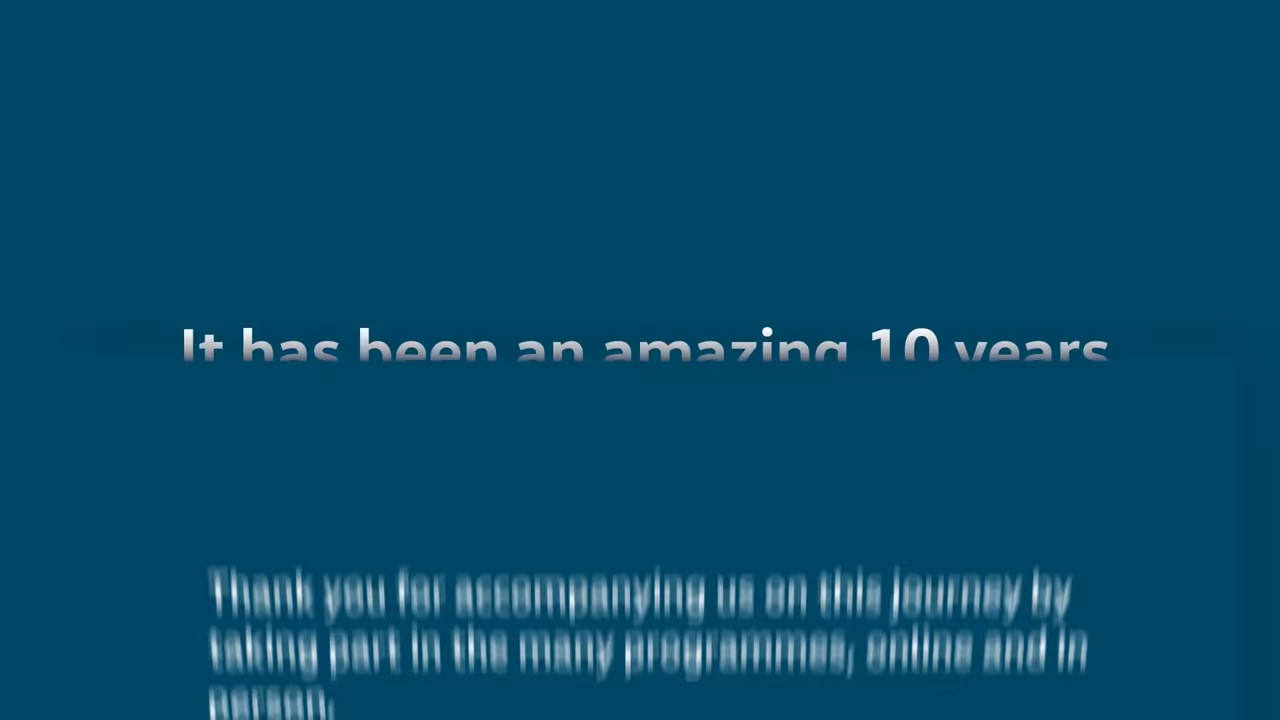 It has been an amazing 10 years
Thank you for accompanying us on this journey by
taking part in the many programmes, online and in
person.